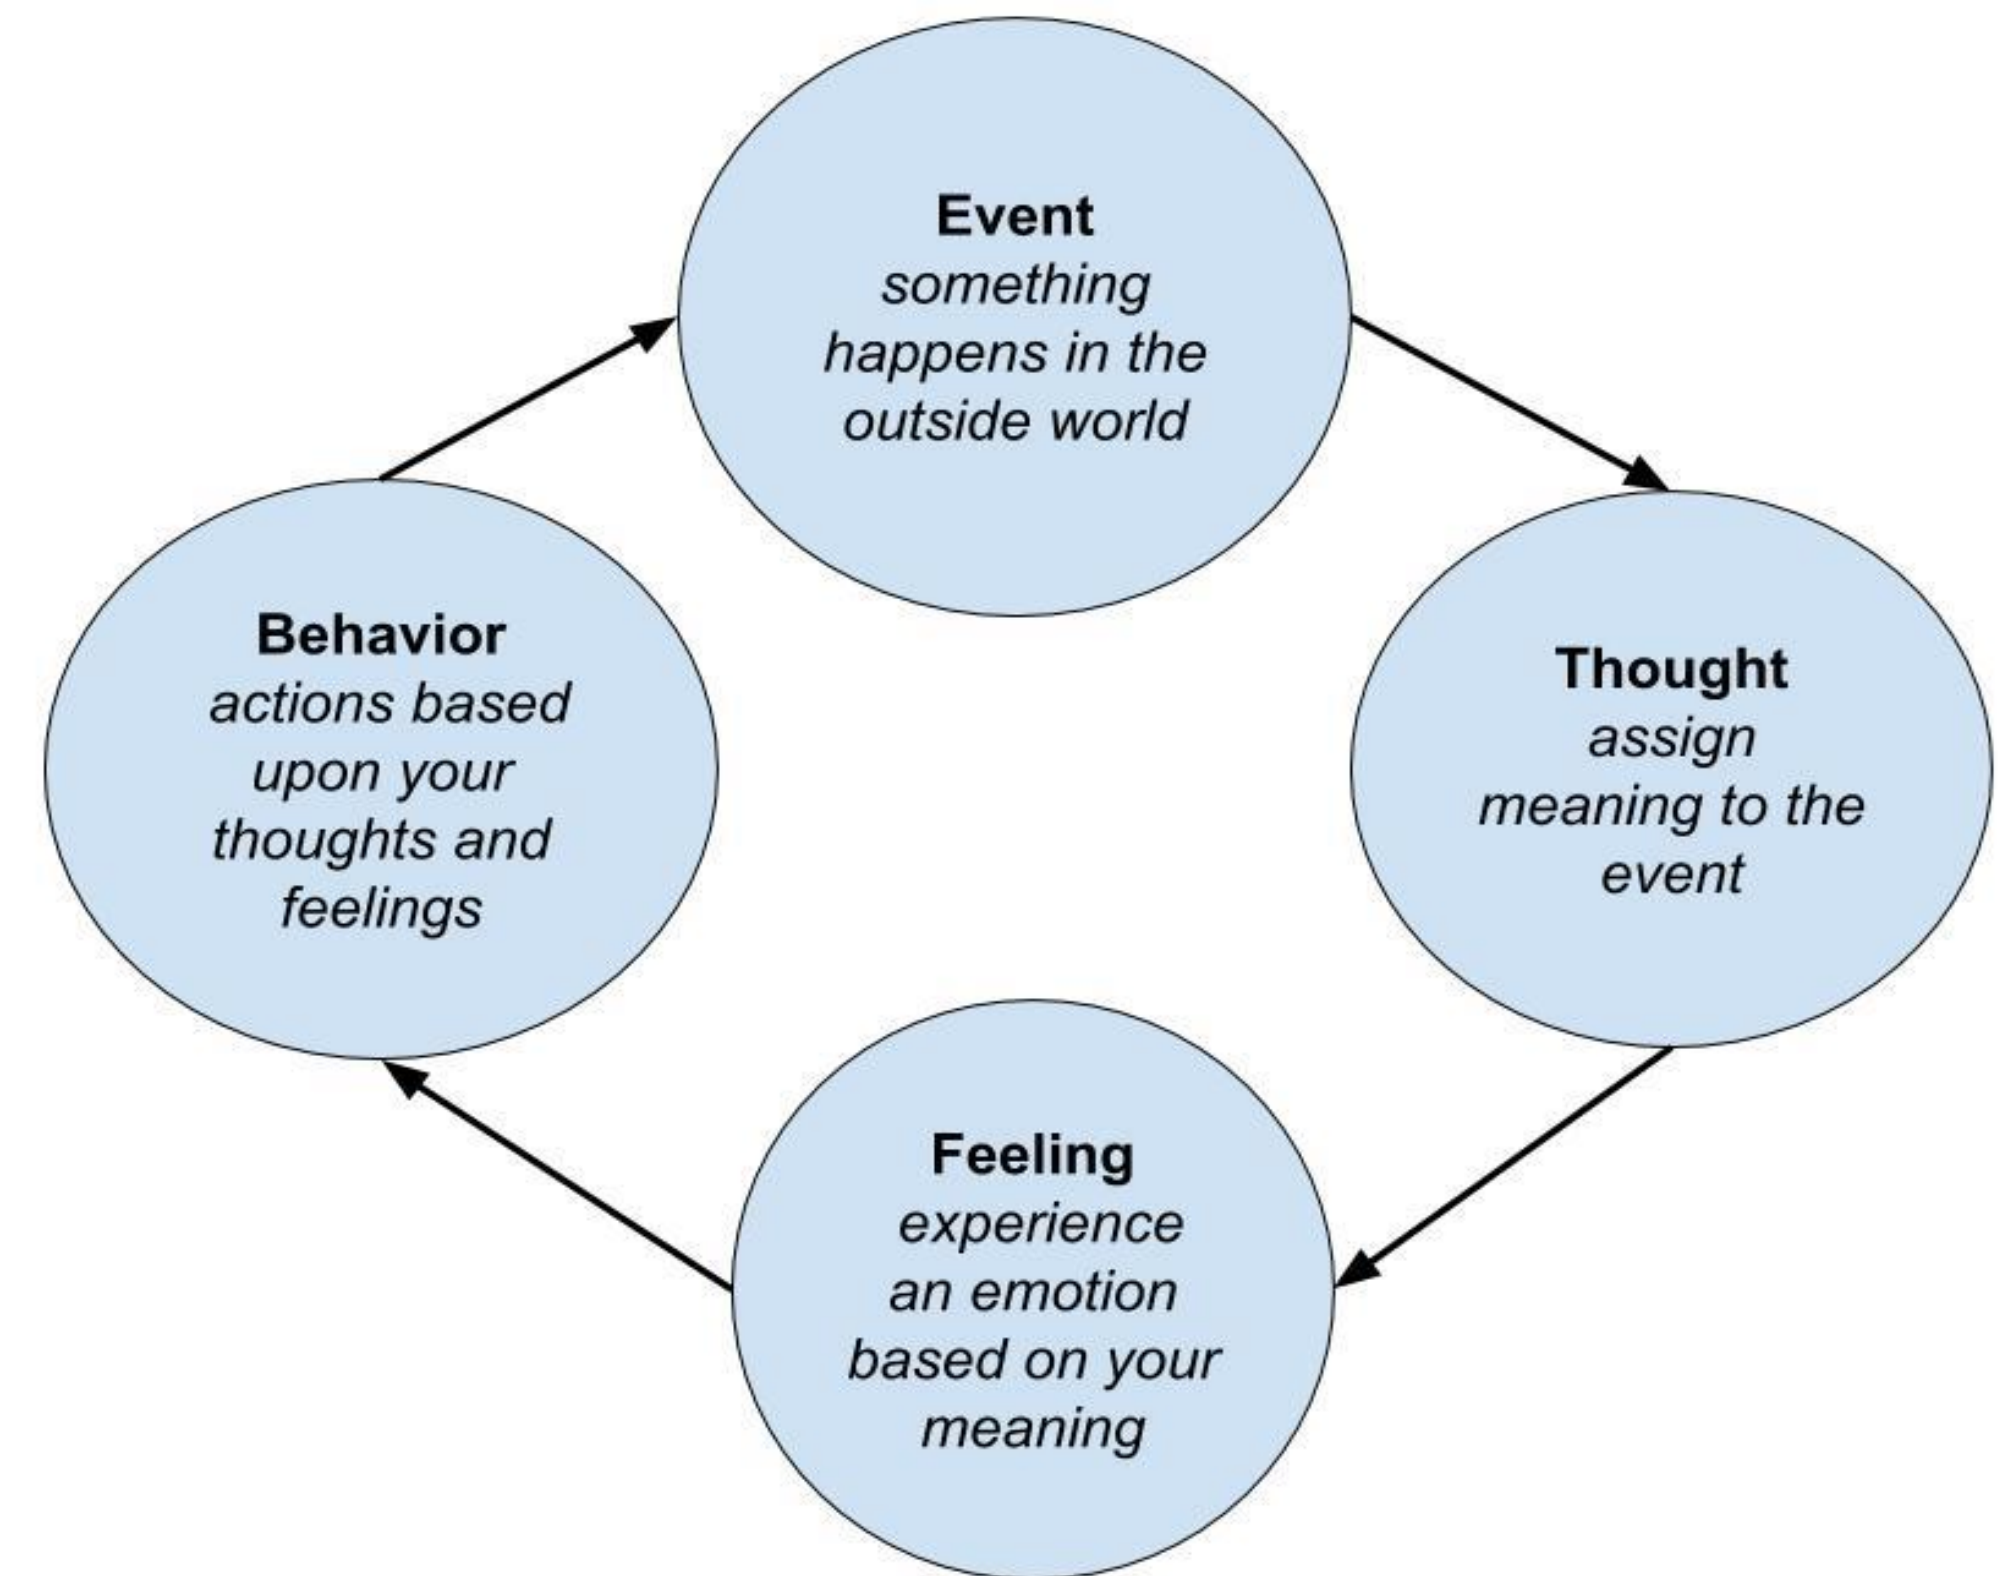 Event
something
happens in the
outside world
Thought
assign
meaning to the
event
Feeling
experience
an emotion
based on your
meaning
Behavior
actions based
upon your
thoughts and
feelings